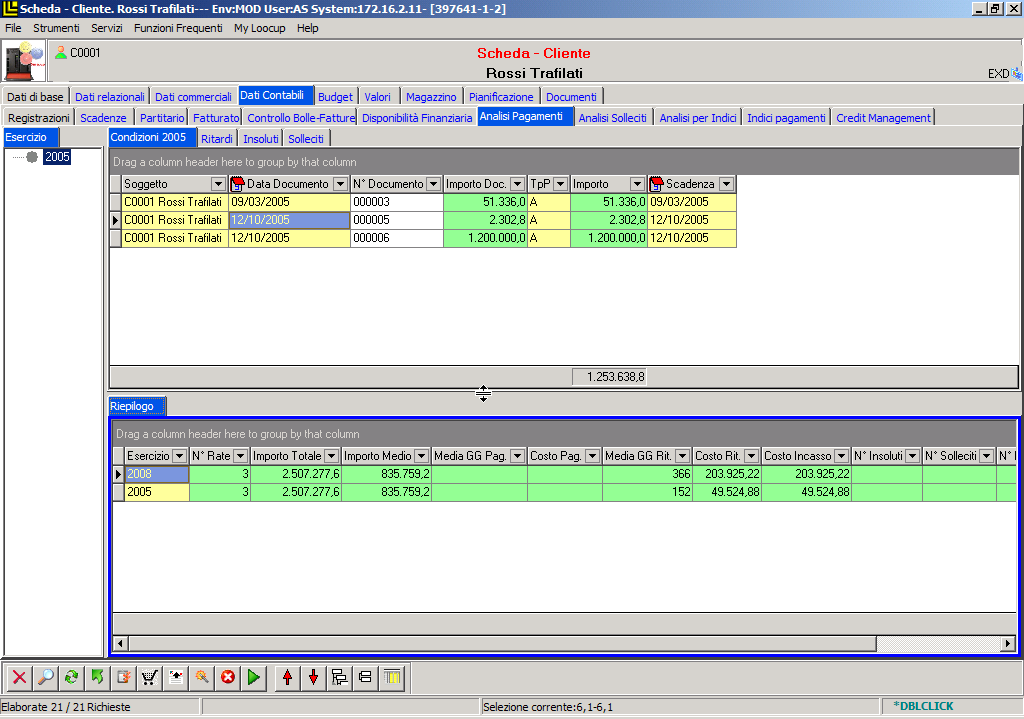 Scheda - Cliente. Rossi Trafilati--- Env:MOD User:AS System:172.16.2.11- [397641-1-2]
File Strumenti Servizi Funzioni Frequenti My Loocup Help
C0001
Scheda - Cliente
Rossi Trafilati
EXD
Dati di base Dati relazionali Dati commerciali Dati Contabili Budget Valori Magazzino Pianificazione Documenti
Registrazioni Scadenze Partitario Fatturato Controllo Bolle-Fatture Disponibilità Finanziaria Analisi Pagamenti Analisi Solleciti Analisi per Indici Indici pagamenti Credit Management
Esercizio
2005
Condizioni 2005 Ritardi Insoluti Solleciti
Drag a column header here to group by that column
Soggetto Data Documento N° Documento Importo Doc. TpP Importo Scadenza
C0001 Rossi Trafilati 09/03/2005 000003 51.336,0 A 51.336,0 09/03/2005
C0001 Rossi Trafilati 12/10/2005 000005 2.302,8 A 2.302,8 12/10/2005
C0001 Rossi Trafilati 12/10/2005 000006 1.200.000,0 A 1.200.000,0 12/10/2005
1.253.638,8
Riepilogo
Drag a column header here to group by that column
Esercizio N° Rate Importo Totale Importo Medio Media GG Pag. Costo Pag. Media GG Rit. Costo Rit. Costo Incasso N° Insoluti N° Solleciti N° I
2008 3 2.507.277,6 835.759,2 366 203.925,22 203.925,22
2005 3 2.507.277,6 835.759,2 152 49.524,88 49.524,88
Elaborate 21 / 21 Richieste
Selezione corrente:6,1-6,1
*DBLCLICK